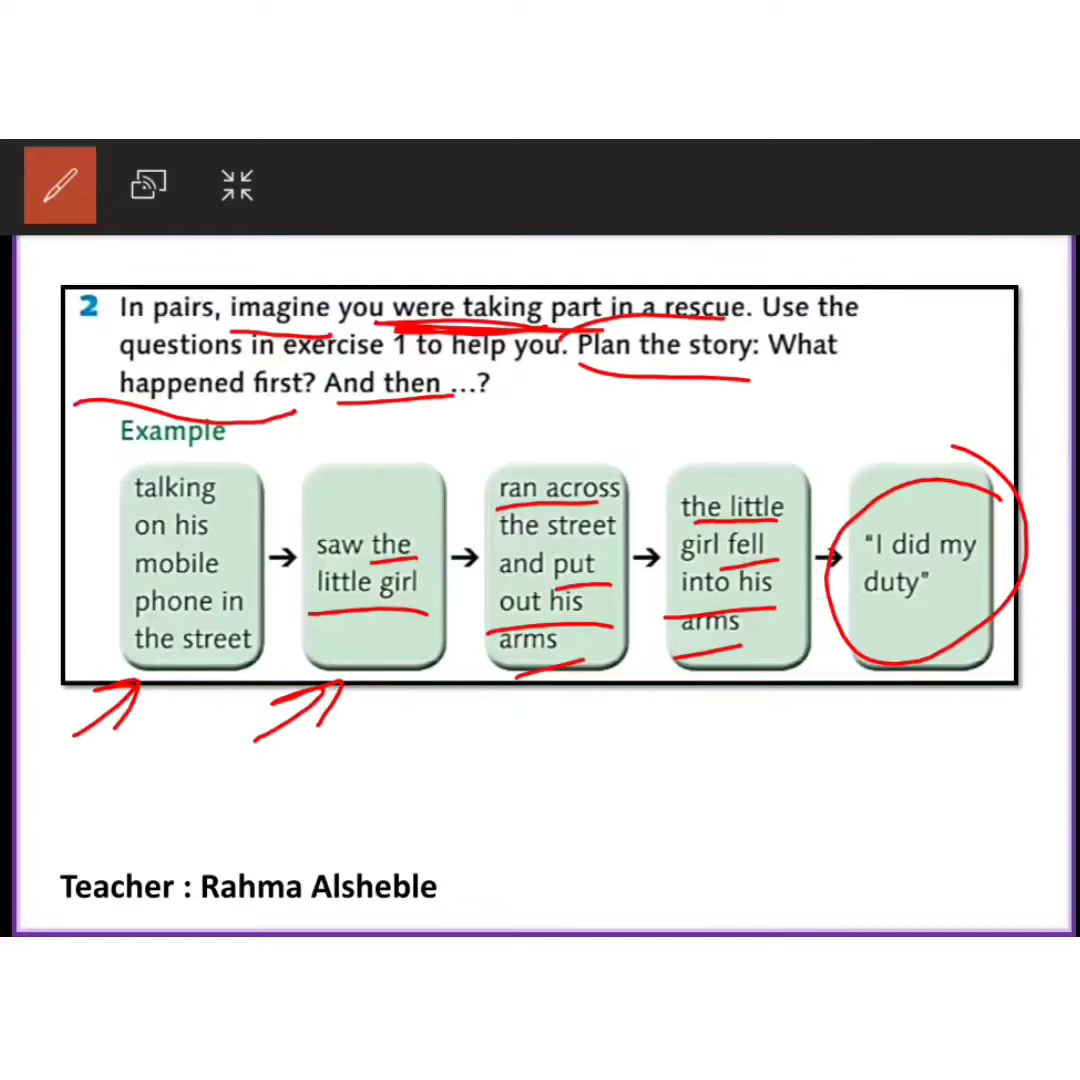 2 In pairs, imagine you were taking part in a rescue. Use the
questions in exercise 1 to help you. Plan the story: What
happened first? And then ...?
Example
talking
on his
mobile
phone in
the street
saw the
little girl
ran across
the street
and put
out his
arms
the little
girl fell
into his
arms
"I did my
duty"
Teacher : Rahma Alsheble